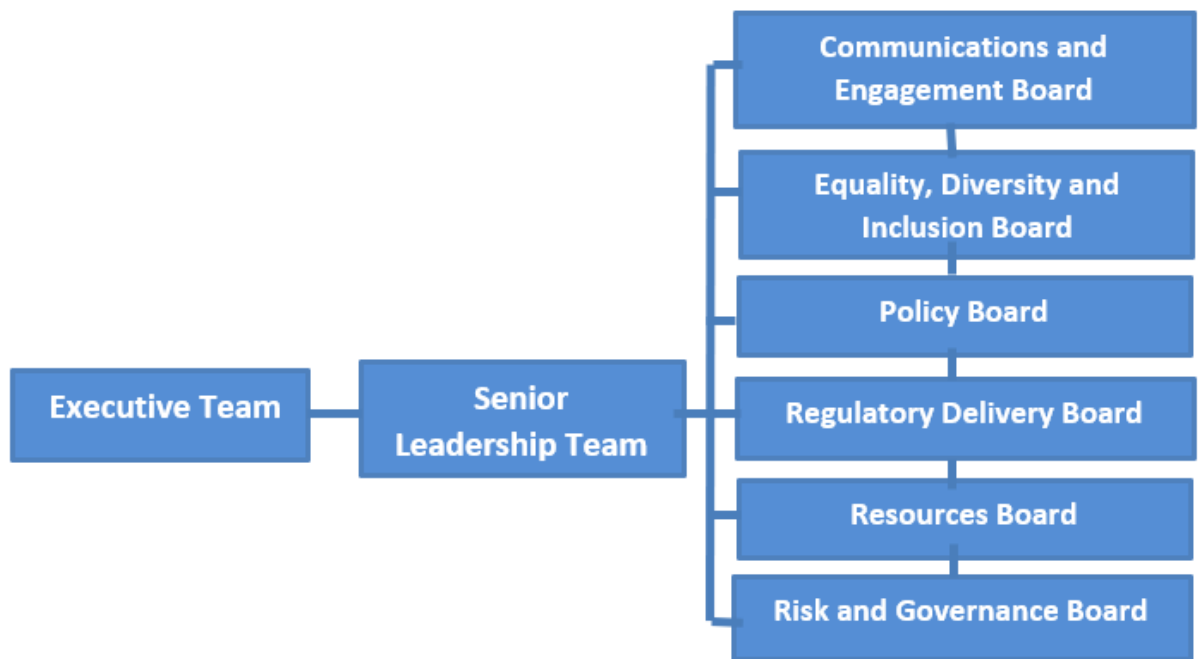 Communications and
Engagement Board
Equality, Diversity and
Inclusion Board
Policy Board
Executive Team
Senior
Leadership Team
Regulatory Delivery Board
Resources Board
Risk and Governance Board